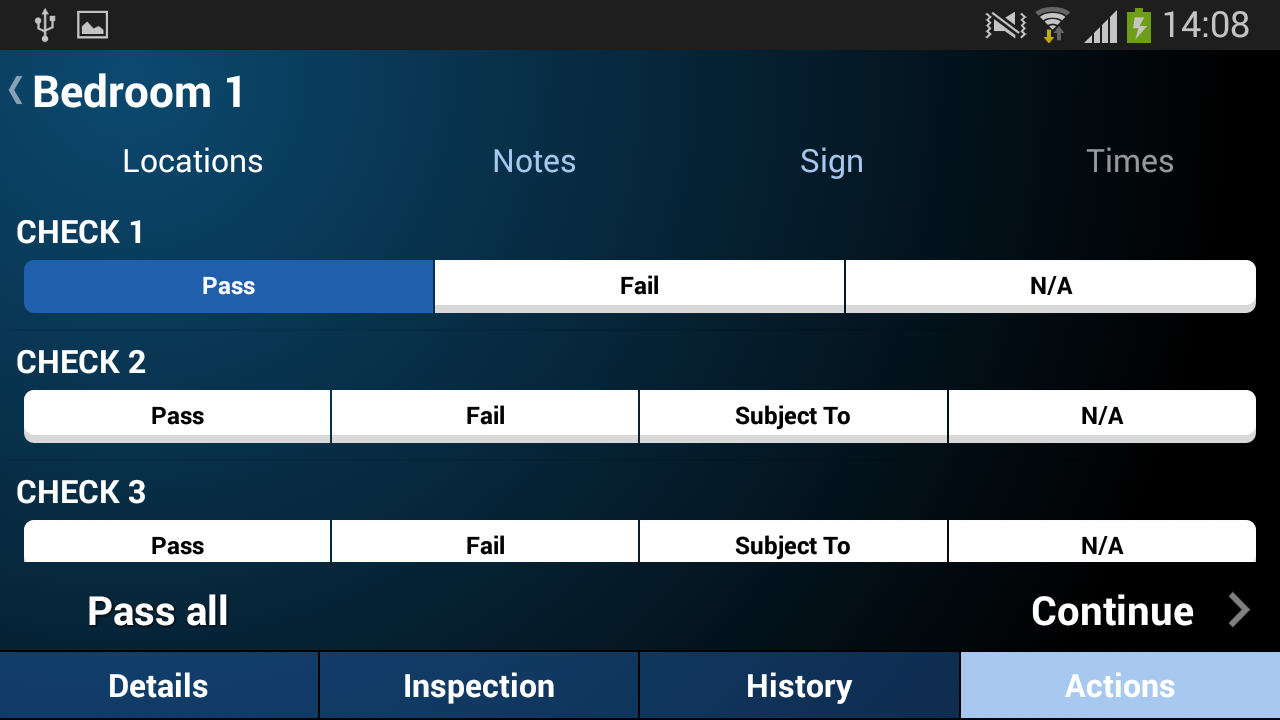 14:08
Bedroom 1
Locations Notes Sign Times
CHECK 1
Pass Fail N/A
CHECK 2
Pass Fail Subject To N/A
CHECK 3
Pass Fail Subject To N/A
Pass all Continue
Details Inspection History Actions